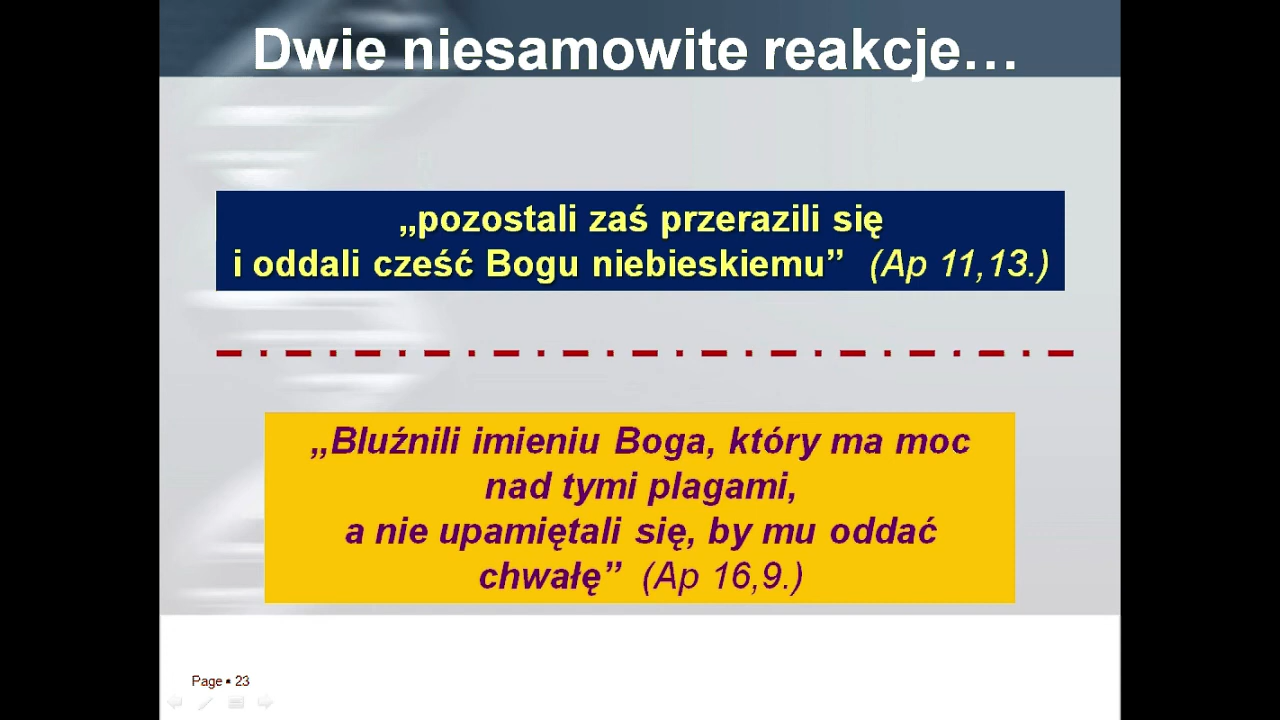 Dwie niesamowite reakcje…
„pozostali zaś przerazili się
i oddali cześć Bogu niebieskiemu” (Ap 11,13.)
„Bluźnili imieniu Boga, który ma moc
nad tymi plagami,
a nie upamiętali się, by mu oddać
chwałę” (Ap 16,9.)
Page ▪ 23